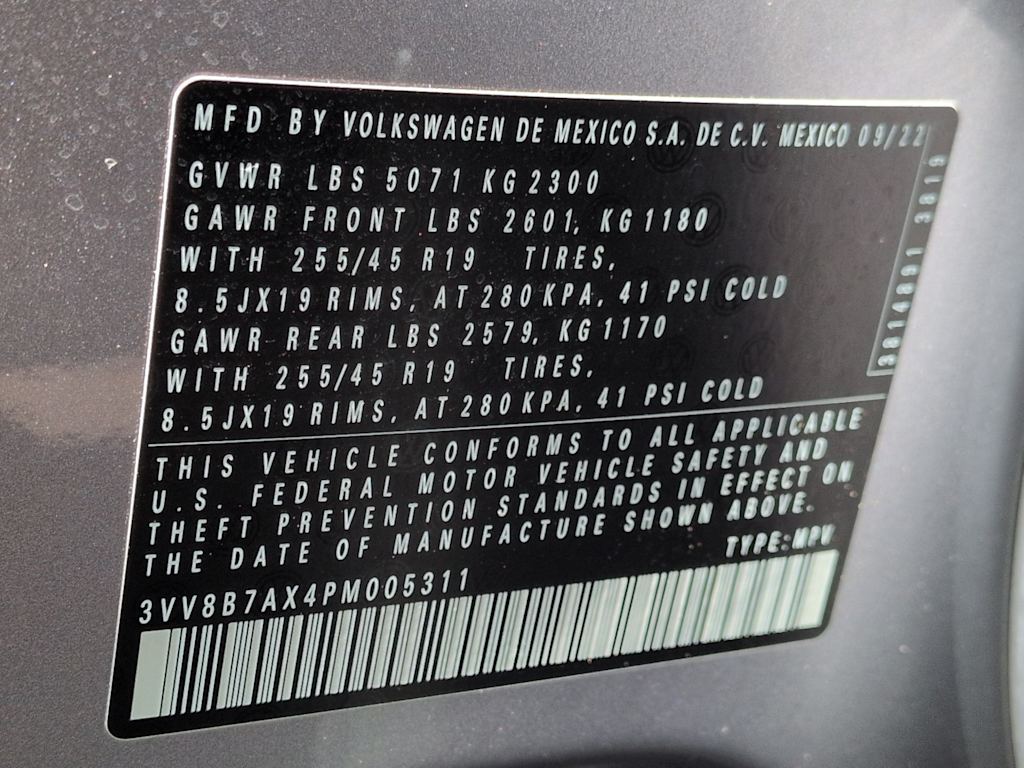 MFD BY VOLKSWAGEN DE MEXICO S.A. DE C.V. MEXICO 09/22
GVWR LBS 5071 KG 2300
GAWR FRONT LBS 2601, KG 1180
WITH 255/45 R19 TIRES,
8.5JX19 RIMS, AT 280 KPA, 41 PSI COLD
GAWR REAR LBS 2579, KG 1170
WITH 255/45 R19 TIRES,
8.5JX19 RIMS, AT 280 KPA, 41 PSI COLD
3814891 3819
THIS VEHICLE CONFORMS TO ALL APPLICABLE
U.S. FEDERAL MOTOR VEHICLE SAFETY AND
THEFT PREVENTION STANDARDS IN EFFECT ON
THE DATE OF MANUFACTURE SHOWN ABOVE.
TYPE: MPV
3VV8B7AX4PM005311